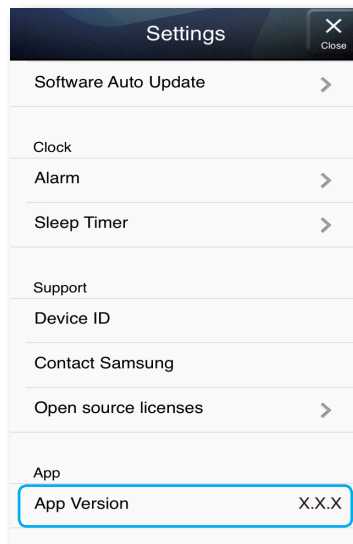 Settings
Close
Software Auto Update
Clock
Alarm
Sleep Timer
Support
Device ID
Contact Samsung
Open source licenses
App
App Version X.X.X